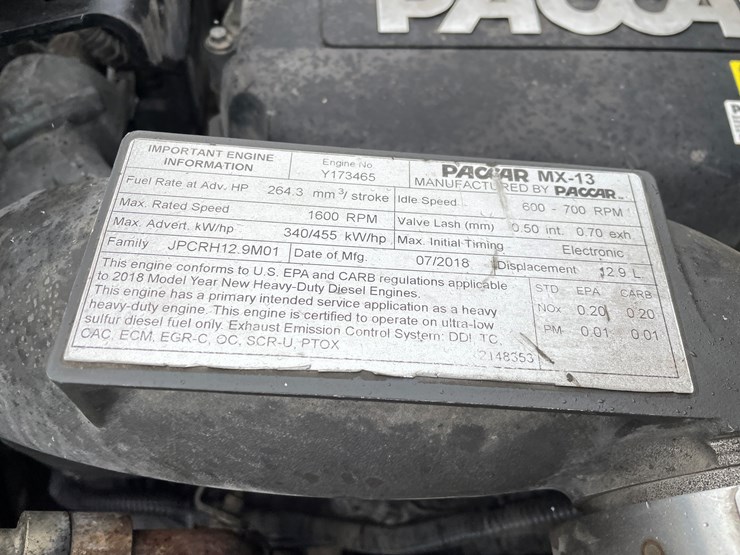 PACCAR
IMPORTANT ENGINE INFORMATION
Engine No. Y173465
PACCAR MX-13
MANUFACTURED BY PACCAR
Fuel Rate at Adv. HP 264.3 mm³/stroke
Idle Speed 600 - 700 RPM
Max. Rated Speed 1600 RPM
Valve Lash (mm) 0.50 int. 0.70 exh
Max. Advert. kW/hp 340/455 kW/hp
Max. Initial Timing Electronic
Family JPCRH12.9M01
Date of Mfg. 07/2018
Displacement 12.9 L
This engine conforms to U.S. EPA and CARB regulations applicable
to 2018 Model Year New Heavy-Duty Diesel Engines.
This engine has a primary intended service application as a heavy
heavy-duty engine. This engine is certified to operate on ultra-low
sulfur diesel fuel only. Exhaust Emission Control System: DDI, TC,
CAC, ECM, EGR-C, OC, SCR-U, PTOX
STD EPA CARB
NOx 0.20 0.20
PM 0.01 0.01
2148353